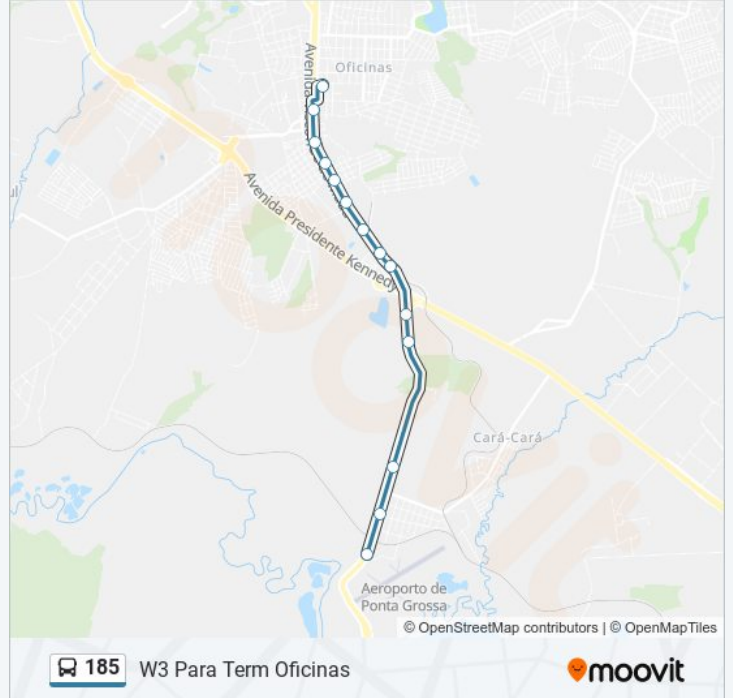 Oficinas
Avenida
Avenida Presidente Kennedy
Cará-Cará
Aeroporto de
Ponta Grossa
© OpenStreetMap contributors | © OpenMapTiles
185 W3 Para Term Oficinas
moovit